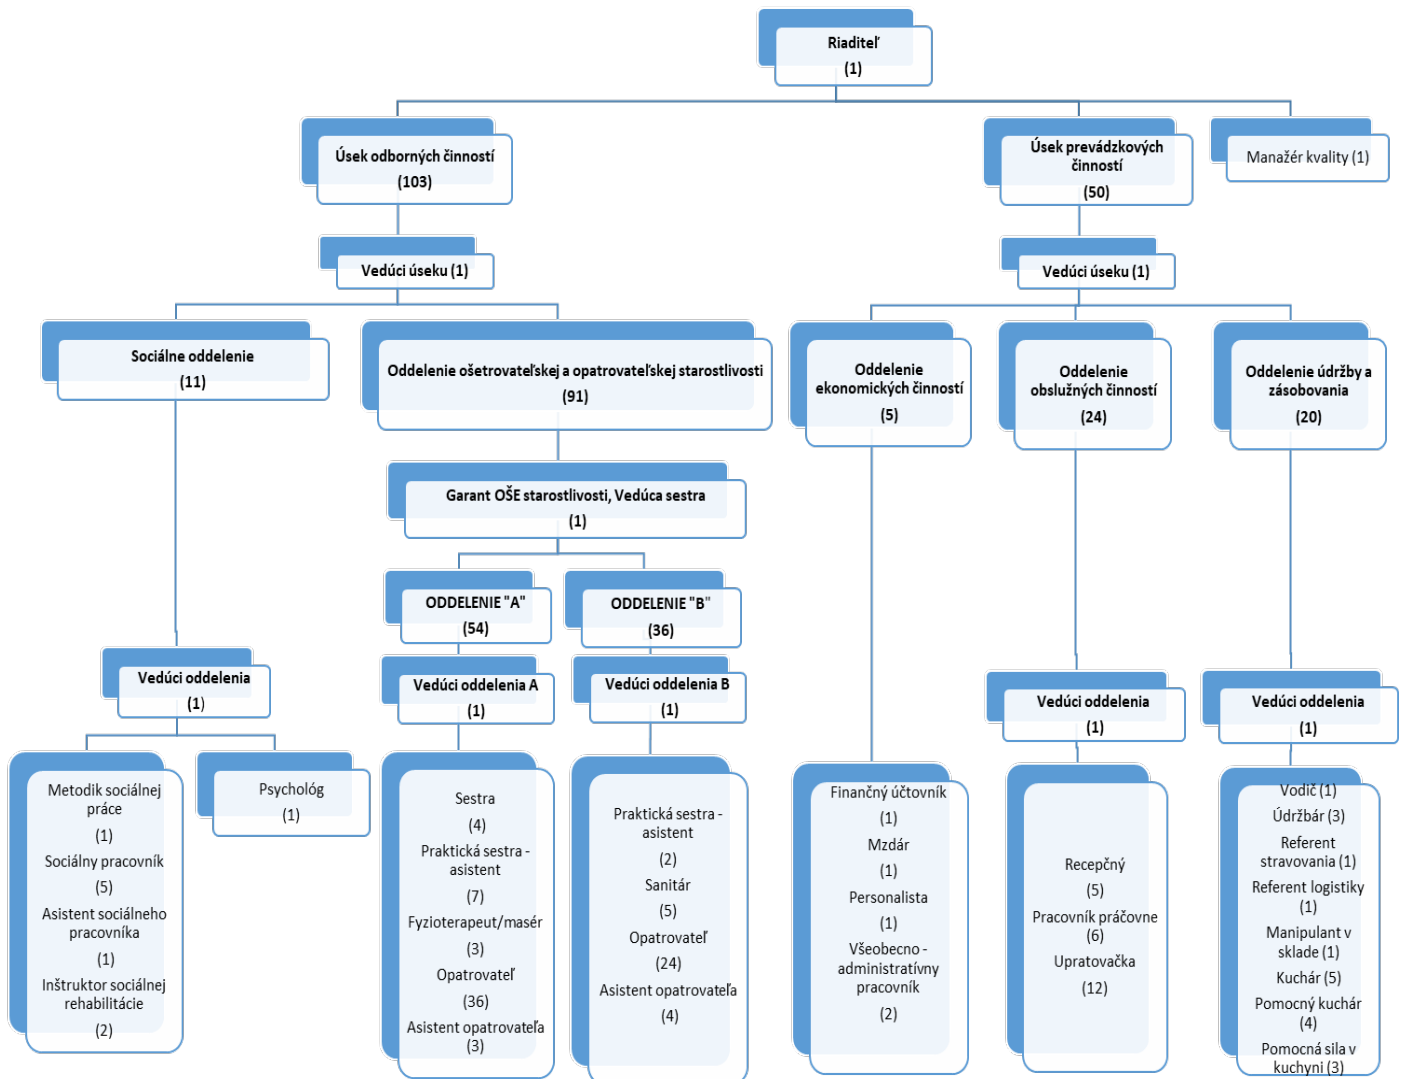 Riaditeľ
(1)
Úsek odborných činností
(103)
Úsek prevádzkových
činností
(50)
Manažér kvality (1)
Vedúci úseku (1)
Vedúci úseku (1)
Sociálne oddelenie
(11)
Oddelenie ošetrovateľskej a opatrovateľskej starostlivosti
(91)
Oddelenie
ekonomických činností
(5)
Oddelenie
obslužných činností
(24)
Oddelenie údržby a
zásobovania
(20)
Garant OŠE starostlivosti, Vedúca sestra
(1)
ODDELENIE "A"
(54)
ODDELENIE "B"
(36)
Vedúci oddelenia
(1)
Vedúci oddelenia A
(1)
Vedúci oddelenia B
(1)
Vedúci oddelenia
(1)
Vedúci oddelenia
(1)
Metodik sociálnej
práce
(1)
Sociálny pracovník
(5)
Asistent sociálneho
pracovníka
(1)
Inštruktor sociálnej
rehabilitácie
(2)
Psychológ
(1)
Sestra
(4)
Praktická sestra -
asistent
(7)
Fyzioterapeut/masér
(3)
Opatrovateľ
(36)
Asistent opatrovateľa
(3)
Praktická sestra -
asistent
(2)
Sanitár
(5)
Opatrovateľ
(24)
Asistent opatrovateľa
(4)
Finančný účtovník
(1)
Mzdár
(1)
Personalista
(1)
Všeobecno -
administratívny
pracovník
(2)
Recepčný
(5)
Pracovník práčovne
(6)
Upratovačka
(12)
Vodič (1)
Údržbár (3)
Referent
stravovania (1)
Referent logistiky
(1)
Manipulant v
sklade (1)
Kuchár (5)
Pomocný kuchár
(4)
Pomocná sila v
kuchyni (3)